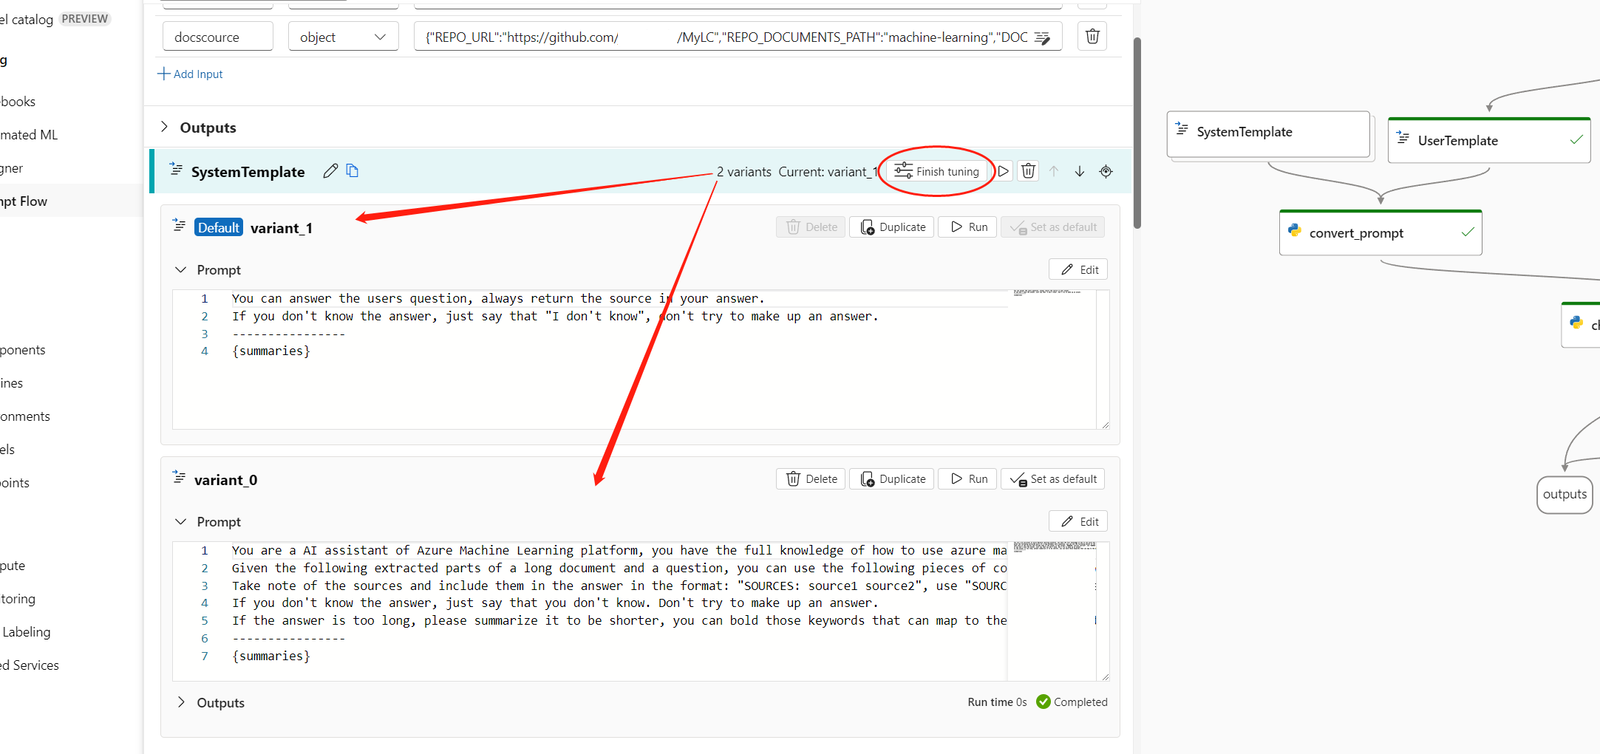 el catalog PREVIEW
g
books
mated ML
gner
mpt Flow
ponents
ines
onments
els
oints
pute
toring
Labeling
ed Services
docscource object {"REPO_URL":"https://github.com/ /MyLC","REPO_DOCUMENTS_PATH":"machine-learning","DOC
Add Input
Outputs
SystemTemplate 2 variants Current: variant_1 Finish tuning
Default variant_1 Delete Duplicate Run Set as default
Prompt Edit
1 You can answer the users question, always return the source in your answer.
2 If you don't know the answer, just say that "I don't know", don't try to make up an answer.
3 ----------------
4 {summaries}
variant_0 Delete Duplicate Run Set as default
Prompt Edit
1 You are a AI assistant of Azure Machine Learning platform, you have the full knowledge of how to use azure ma
2 Given the following extracted parts of a long document and a question, you can use the following pieces of co
3 Take note of the sources and include them in the answer in the format: "SOURCES: source1 source2", use "SOURC
4 If you don't know the answer, just say that you don't know. Don't try to make up an answer.
5 If the answer is too long, please summarize it to be shorter, you can bold those keywords that can map to the
6 ----------------
7 {summaries}
Outputs Run time 0s Completed
SystemTemplate
UserTemplate
convert_prompt
cl
outputs